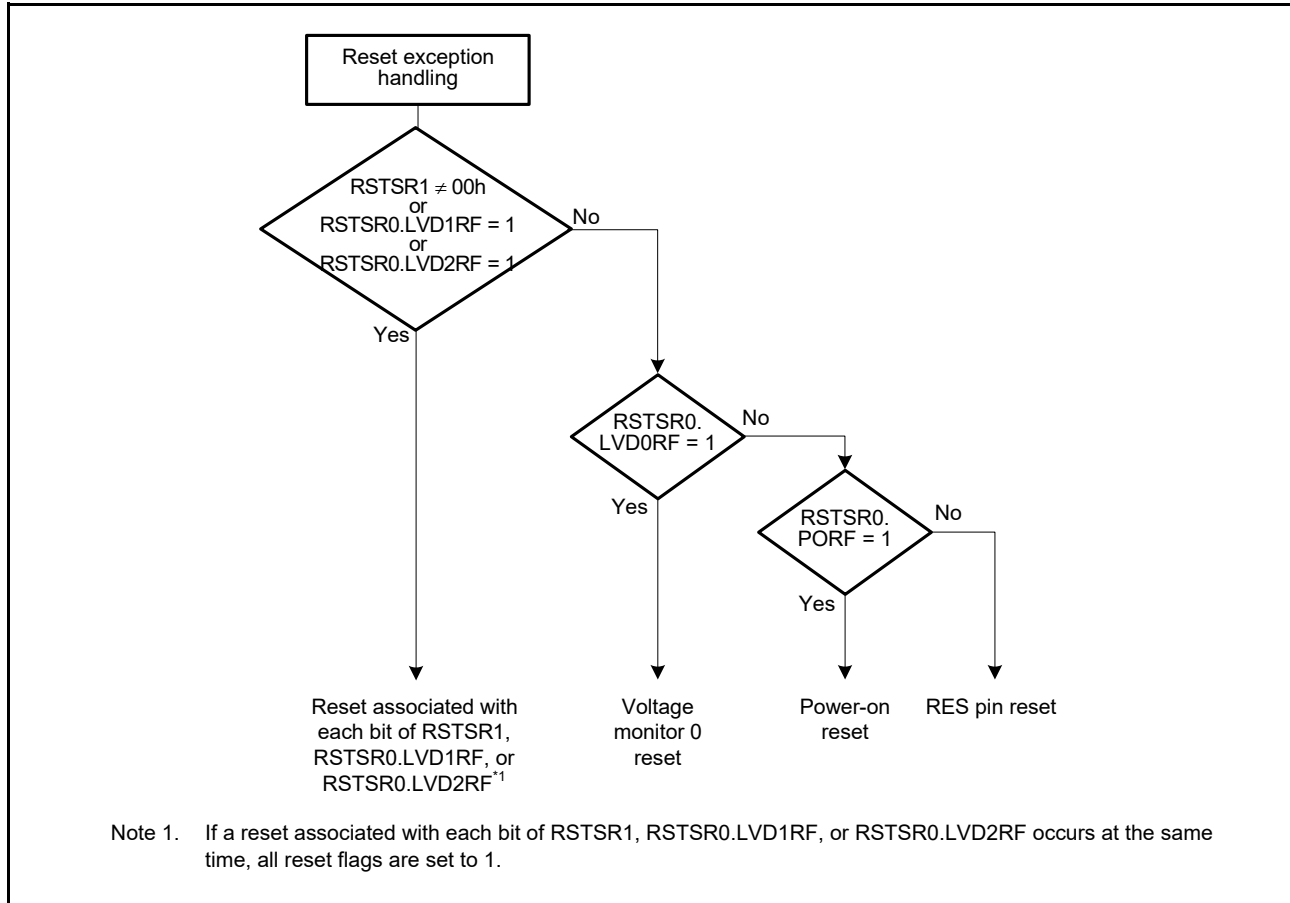 Reset exception
handling
RSTSR1 ≠ 00h
or
RSTSR0.LVD1RF = 1
or
RSTSR0.LVD2RF = 1
No
Yes
RSTSR0.
LVD0RF = 1
No
Yes
RSTSR0.
PORF = 1
No
Yes
Reset associated with
each bit of RSTSR1,
RSTSR0.LVD1RF, or
RSTSR0.LVD2RF*1
Voltage
monitor 0
reset
Power-on
reset
RES pin reset
Note 1. If a reset associated with each bit of RSTSR1, RSTSR0.LVD1RF, or RSTSR0.LVD2RF occurs at the same
time, all reset flags are set to 1.